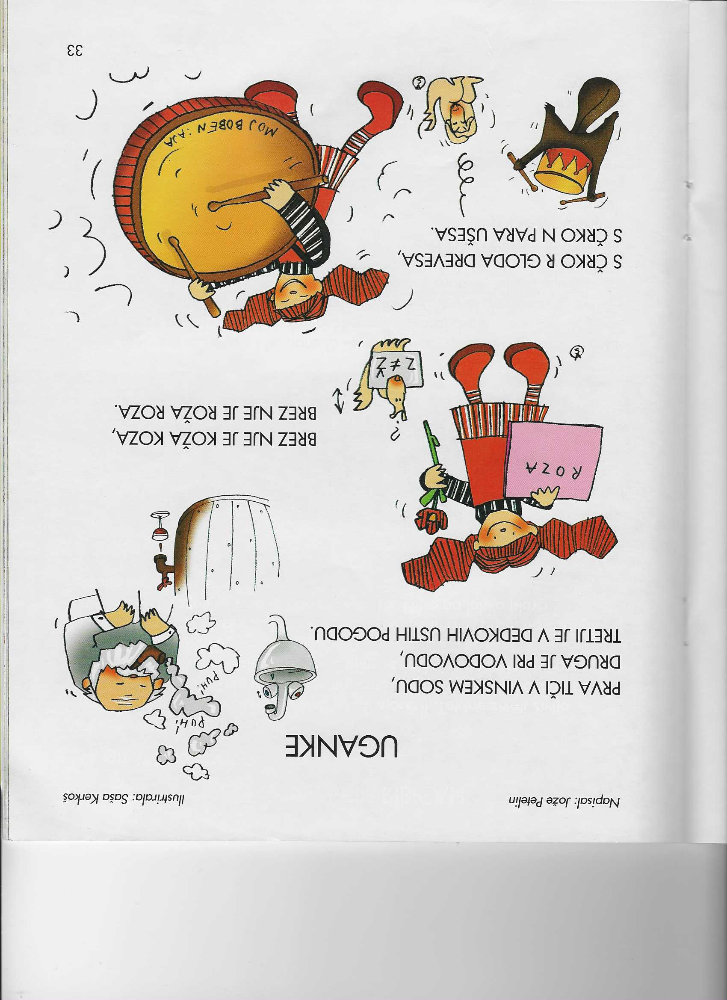 Napisal: Jože Petelin
Ilustrirala: Saša Kerkoš
UGANKE
PRVA TIČI V VINSKEM SODU,
DRUGA JE PRI VODOVODU,
TRETJI JE V DEDKOVIH USTIH POGODU.
PUH!
PUH!
ROZA
BREZ NJE JE KOŽA KOZA,
BREZ NJE JE ROŽA ROZA.
?
Z ≠ Ž
S ČRKO R GLODA DREVESA,
S ČRKO N PARA UŠESA.
MOJ BOBEN: AJA
33